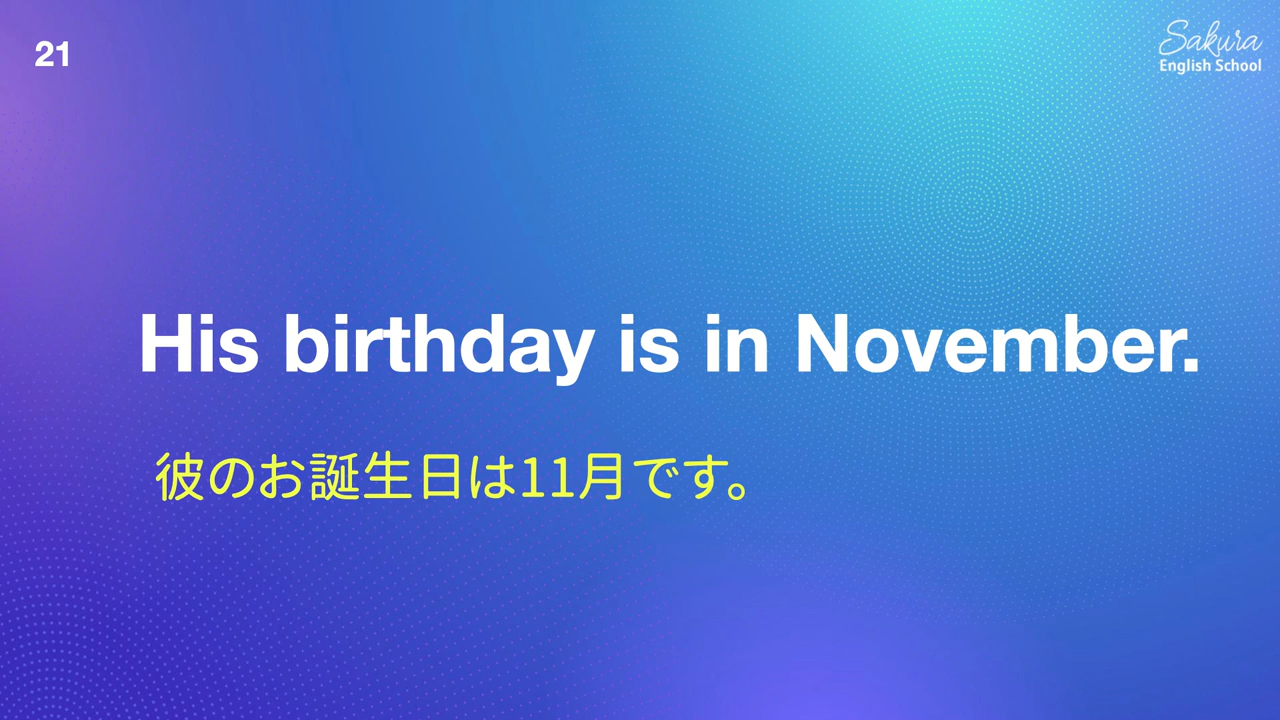 21
Sakura
English School
His birthday is in November.
彼のお誕生日は11月です。